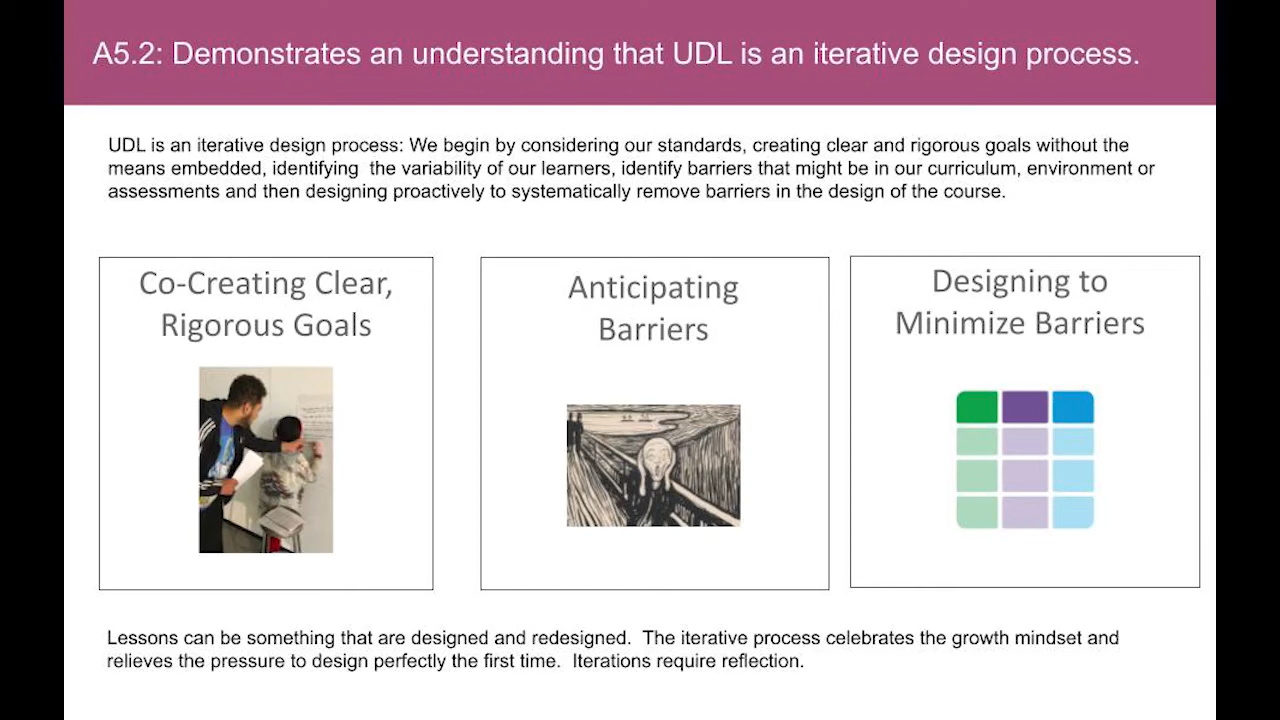 A5.2: Demonstrates an understanding that UDL is an iterative design process.
UDL is an iterative design process: We begin by considering our standards, creating clear and rigorous goals without the
means embedded, identifying  the variability of our learners, identify barriers that might be in our curriculum, environment or
assessments and then designing proactively to systematically remove barriers in the design of the course.
Co-Creating Clear,
Rigorous Goals
Anticipating
Barriers
Designing to
Minimize Barriers
Lessons can be something that are designed and redesigned.  The iterative process celebrates the growth mindset and
relieves the pressure to design perfectly the first time.  Iterations require reflection.